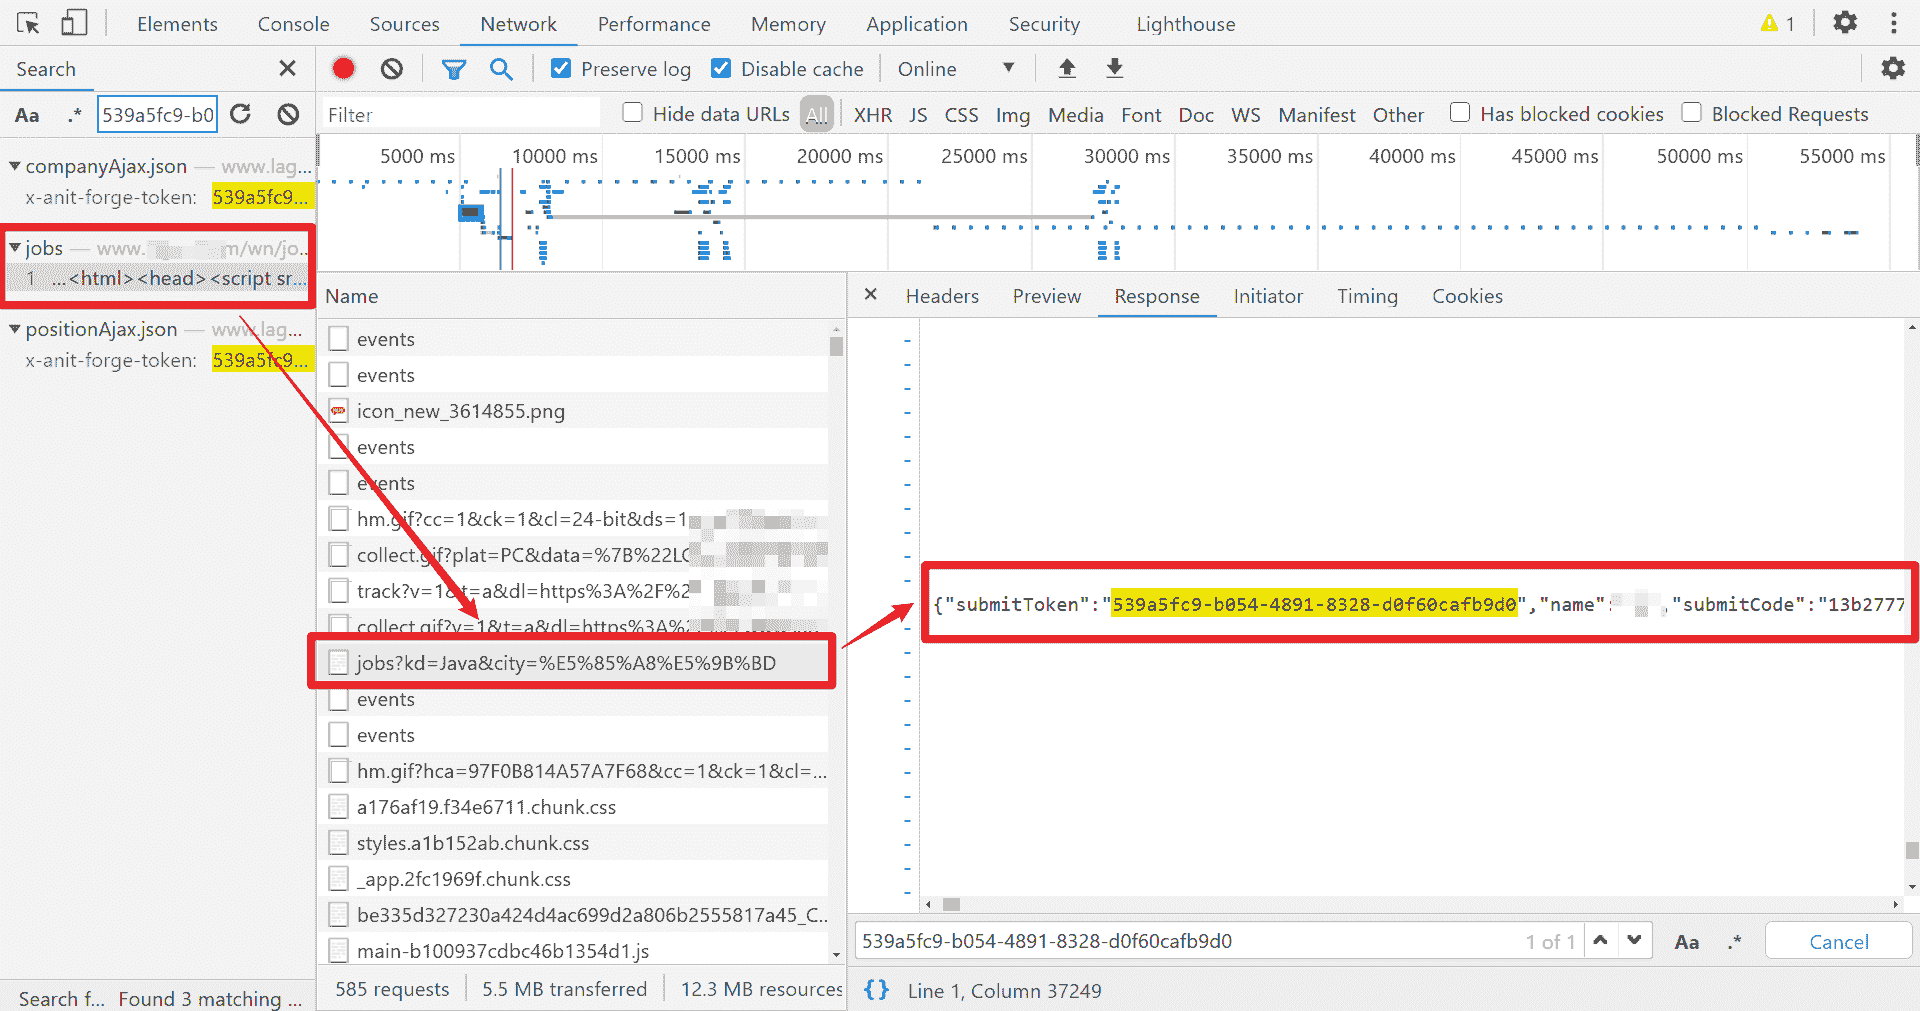 Elements Console Sources Network Performance Memory Application Security Lighthouse 1
Search
Preserve log Disable cache Online
Aa .* 539a5fc9-b0
Filter Hide data URLs All XHR JS CSS Img Media Font Doc WS Manifest Other Has blocked cookies Blocked Requests
5000 ms 10000 ms 15000 ms 20000 ms 25000 ms 30000 ms 35000 ms 40000 ms 45000 ms 50000 ms 55000 ms
companyAjax.json — www.lag...
x-anit-forge-token: 539a5fc9...
jobs — www. m/wn/jo...
1 ...<html><head><script sr...
positionAjax.json — www.lag...
x-anit-forge-token: 539a5fc9...
Search f... Found 3 matching ...
Name
events
events
icon_new_3614855.png
events
events
hm.gif?cc=1&ck=1&cl=24-bit&ds=1
collect.gif?plat=PC&data=%7B%22LC
track?v=1&t=a&dl=https%3A%2F%2
collect.gif?v=1&t=a&dl=https%3A%2
jobs?kd=Java&city=%E5%85%A8%E5%9B%BD
events
events
hm.gif?hca=97F0B814A57A7F68&cc=1&ck=1&cl=...
a176af19.f34e6711.chunk.css
styles.a1b152ab.chunk.css
_app.2fc1969f.chunk.css
be335d327230a424d4ac699d2a806b2555817a45_C...
main-b100937cdbc46b1354d1.js
585 requests 5.5 MB transferred 12.3 MB resources
Headers Preview Response Initiator Timing Cookies
{"submitToken":"539a5fc9-b054-4891-8328-d0f60cafb9d0","name": ,"submitCode":"13b2777
539a5fc9-b054-4891-8328-d0f60cafb9d0 1 of 1 Aa .* Cancel
{} Line 1, Column 37249